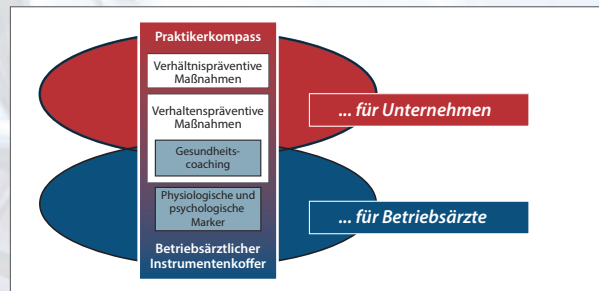 Praktikerkompass
Verhältnispräventive
Maßnahmen
Verhaltenspräventive
Maßnahmen
Gesundheits-
coaching
Physiologische und
psychologische
Marker
Betriebsärztlicher
Instrumentenkoffer
... für Unternehmen
... für Betriebsärzte